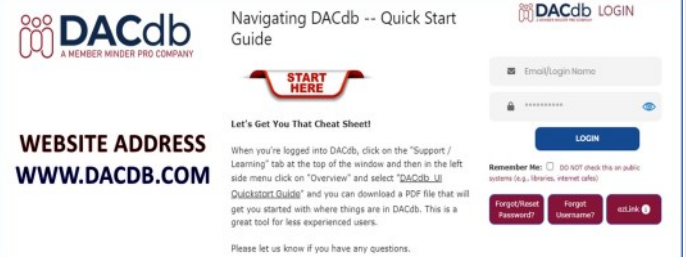 DACdb
A MEMBER MINDER PRO COMPANY
WEBSITE ADDRESS
WWW.DACDB.COM
Navigating DACdb -- Quick Start
Guide
START
HERE
Let's Get You That Cheat Sheet!
When you're logged into DACdb, click on the "Support /
Learning" tab at the top of the window and then in the left
side menu click on "Overview" and select "DACdb UI
Quickstart Guide" and you can download a PDF file that will
get you started with where things are in DACdb. This is a
great tool for less experienced users.
Please let us know if you have any questions.
DACdb LOGIN
A MEMBER MINDER PRO COMPANY
Email/Login Name
**********
LOGIN
Remember Me: DO NOT check this on public
systems (e.g., libraries, internet cafes)
Forgot/Reset
Password?
Forgot
Username?
ezLink